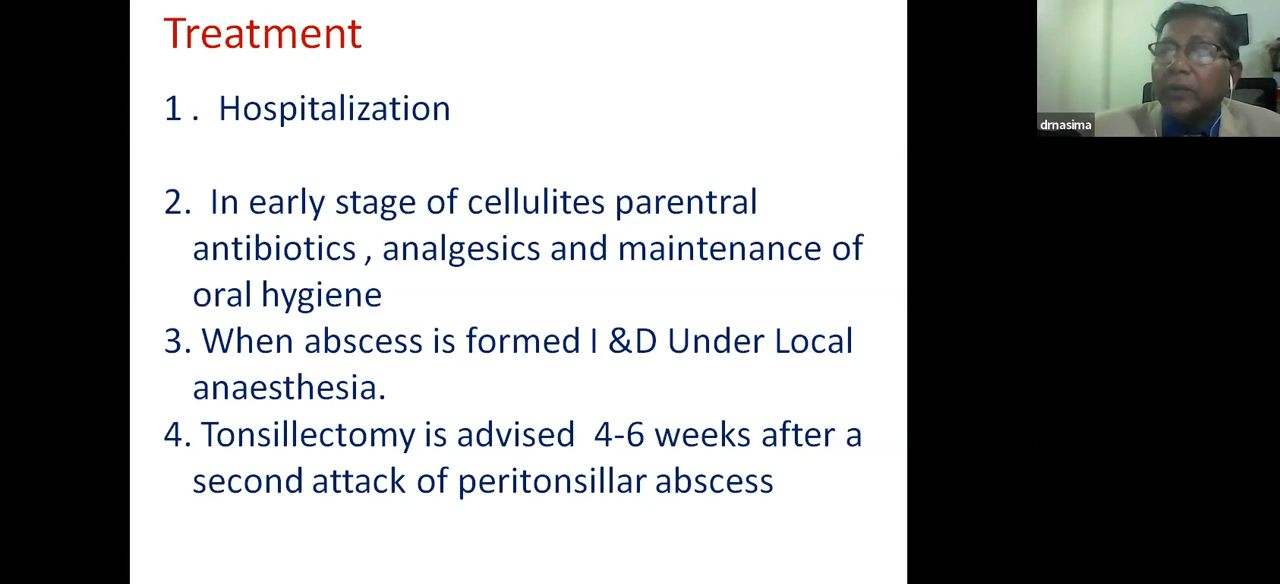 Treatment
1 .  Hospitalization
2.  In early stage of cellulites parentral
antibiotics , analgesics and maintenance of
oral hygiene
3. When abscess is formed I &D Under Local
anaesthesia.
4. Tonsillectomy is advised  4-6 weeks after a
second attack of peritonsillar abscess
drnasima